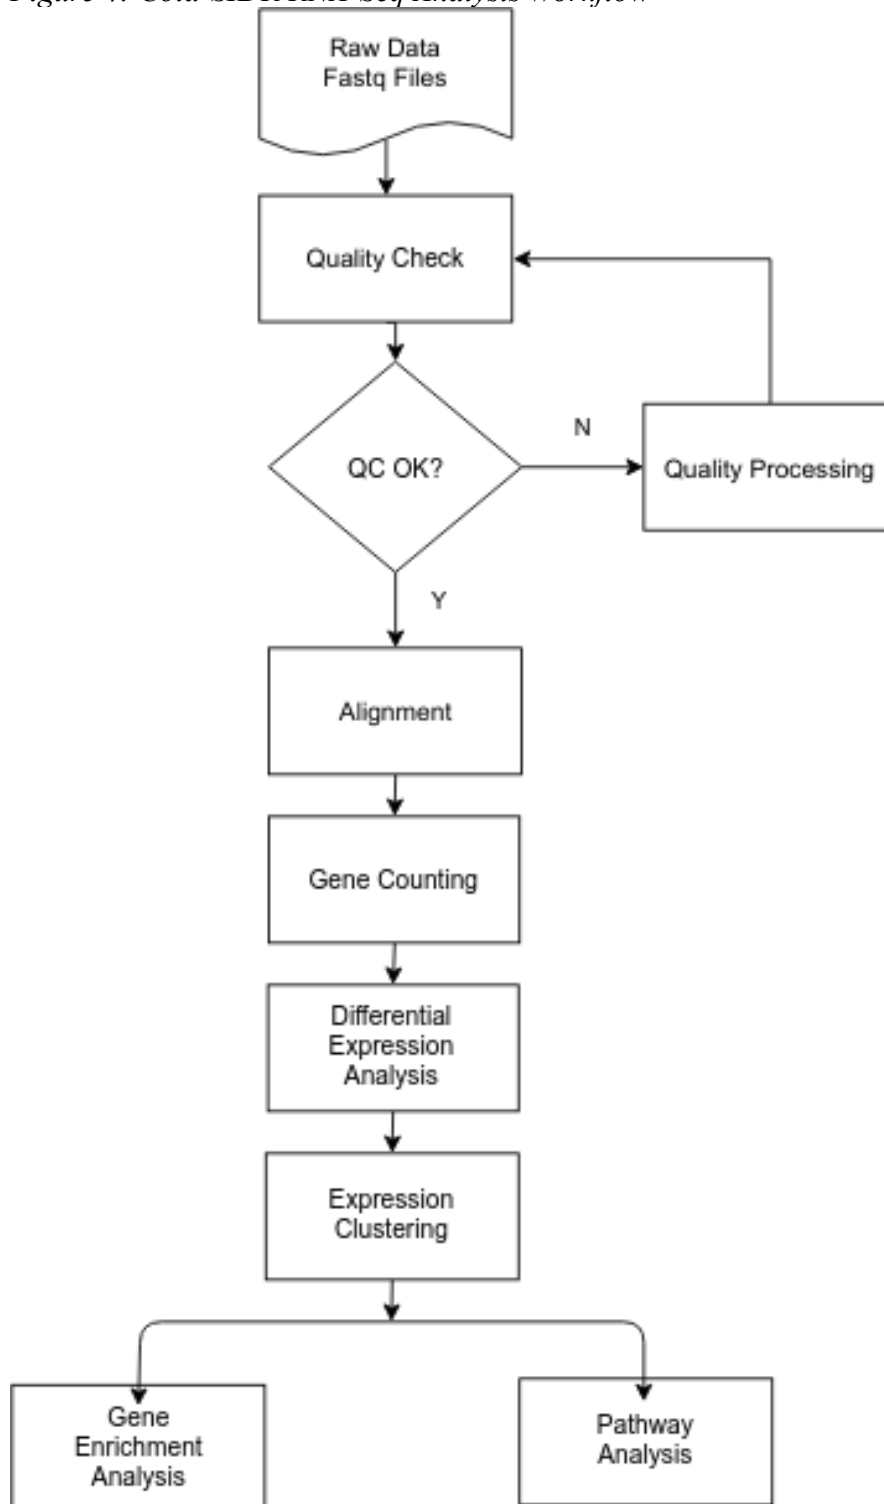 Raw Data
Fastq Files
Quality Check
QC OK?
N
Quality Processing
Y
Alignment
Gene Counting
Differential
Expression
Analysis
Expression
Clustering
Gene
Enrichment
Analysis
Pathway
Analysis